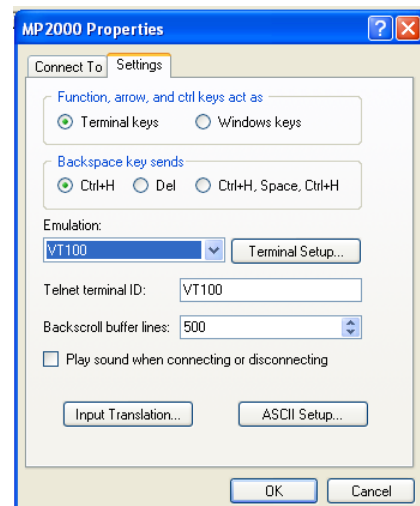 MP2000 Properties
Connect To Settings
Function, arrow, and ctrl keys act as
Terminal keys Windows keys
Backspace key sends
Ctrl+H Del Ctrl+H, Space, Ctrl+H
Emulation:
VT100 Terminal Setup...
Telnet terminal ID: VT100
Backscroll buffer lines: 500
Play sound when connecting or disconnecting
Input Translation... ASCII Setup...
OK Cancel